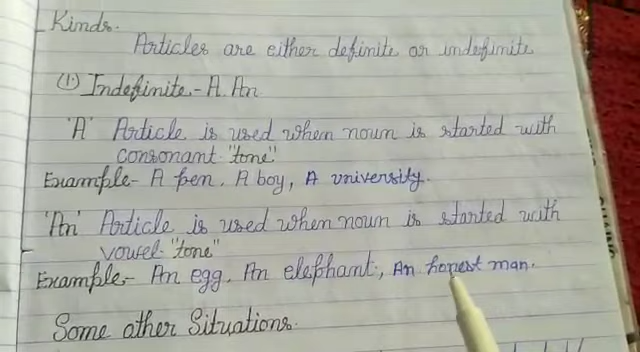 Kinds.
Articles are either definite or indefinite
(1) Indefinite - A. An
'A' Article is used when noun is started with
consonant "tone"
Example - A pen, A boy, A university.
'An' Article is used when noun is started with
vowel "tone"
Example - An egg, An elephant, An honest man.
Some other Situations.